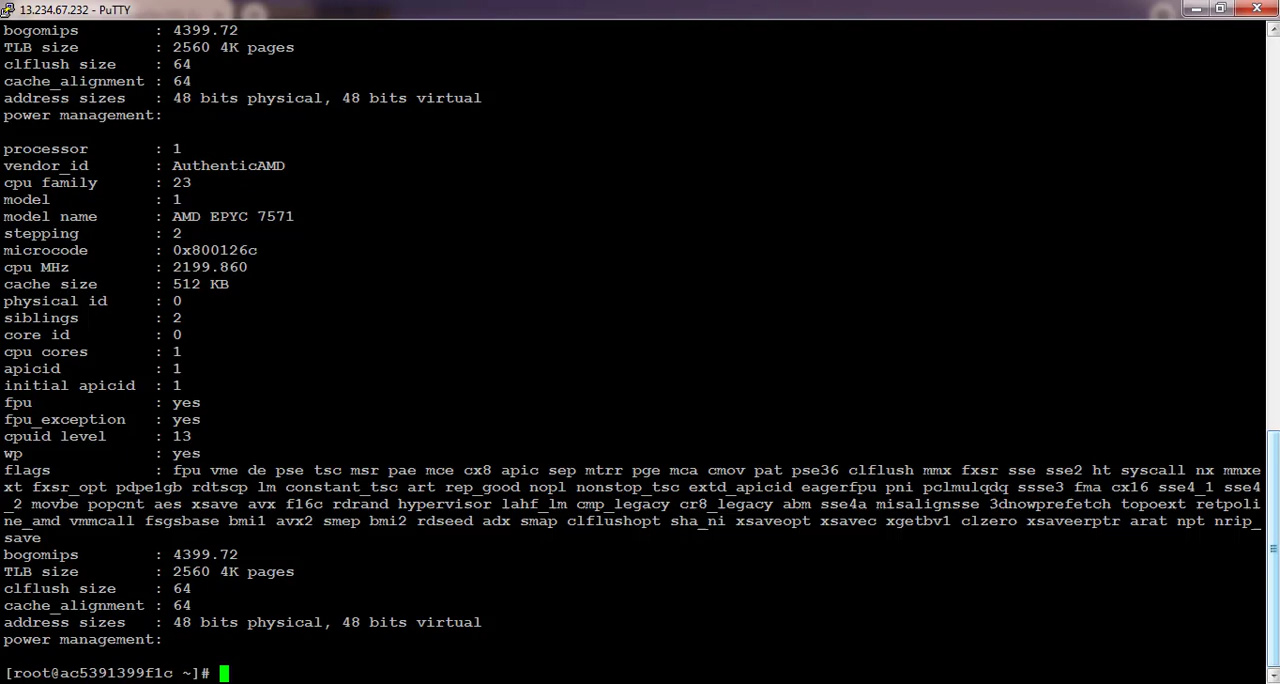 13.234.67.232 - PuTTY
bogomips        : 4399.72
TLB size        : 2560 4K pages
clflush size    : 64
cache_alignment : 64
address sizes   : 48 bits physical, 48 bits virtual
power management:
processor       : 1
vendor_id       : AuthenticAMD
cpu family      : 23
model           : 1
model name      : AMD EPYC 7571
stepping        : 2
microcode       : 0x800126c
cpu MHz         : 2199.860
cache size      : 512 KB
physical id     : 0
siblings        : 2
core id         : 0
cpu cores       : 1
apicid          : 1
initial apicid  : 1
fpu             : yes
fpu_exception   : yes
cpuid level     : 13
wp              : yes
flags           : fpu vme de pse tsc msr pae mce cx8 apic sep mtrr pge mca cmov pat pse36 clflush mmx fxsr sse sse2 ht syscall nx mmxe
xt fxsr_opt pdpe1gb rdtscp lm constant_tsc art rep_good nopl nonstop_tsc extd_apicid eagerfpu pni pclmulqdq ssse3 fma cx16 sse4_1 sse4
_2 movbe popcnt aes xsave avx f16c rdrand hypervisor lahf_lm cmp_legacy cr8_legacy abm sse4a misalignsse 3dnowprefetch topoext retpoli
ne_amd vmmcall fsgsbase bmi1 avx2 smep bmi2 rdseed adx smap clflushopt sha_ni xsaveopt xsavec xgetbv1 clzero xsaveerptr arat npt nrip_
save
bogomips        : 4399.72
TLB size        : 2560 4K pages
clflush size    : 64
cache_alignment : 64
address sizes   : 48 bits physical, 48 bits virtual
power management:
[root@ac5391399f1c ~]#